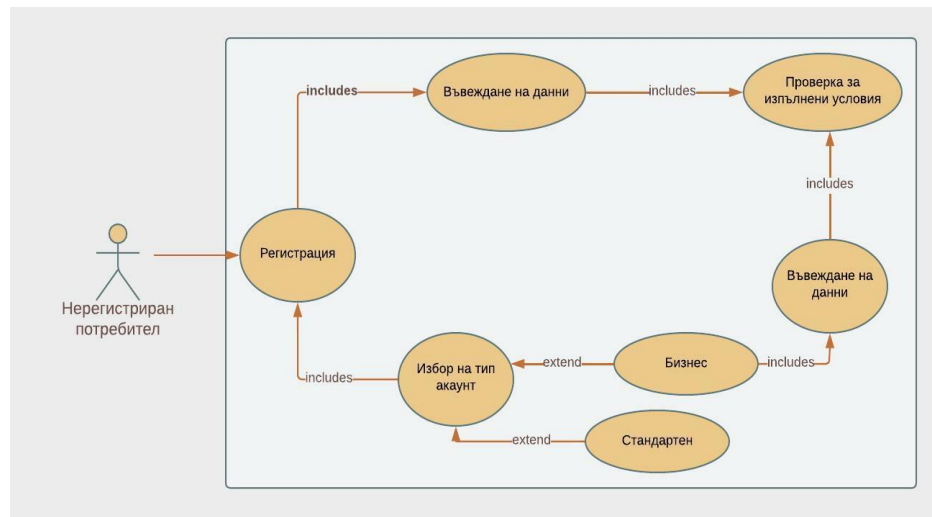 includes
Въвеждане на данни
includes
Проверка за
изпълнени условия
includes
Регистрация
Въвеждане на
данни
Нерегистриран
потребител
includes
Избор на тип
акаунт
extend
Бизнес
includes
extend
Стандартен